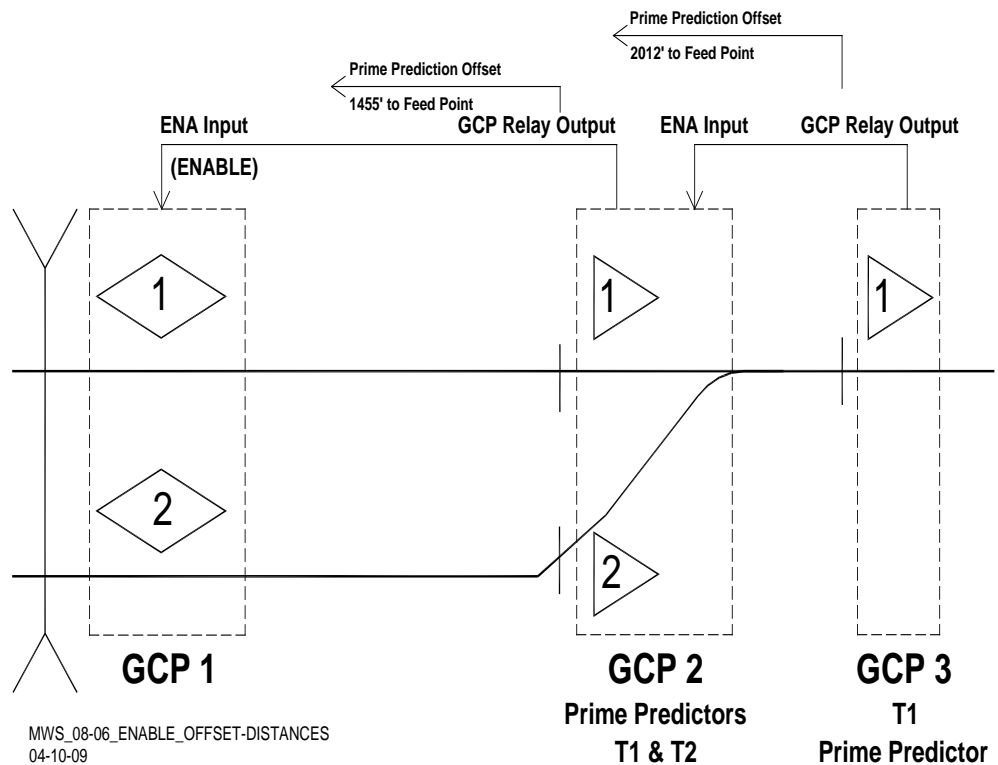 Prime Prediction Offset
2012' to Feed Point
Prime Prediction Offset
1455' to Feed Point
ENA Input
GCP Relay Output
ENA Input
GCP Relay Output
(ENABLE)
1
1
1
2
2
GCP 1
GCP 2
GCP 3
Prime Predictors
T1 & T2
T1
Prime Predictor
MWS_08-06_ENABLE_OFFSET-DISTANCES
04-10-09